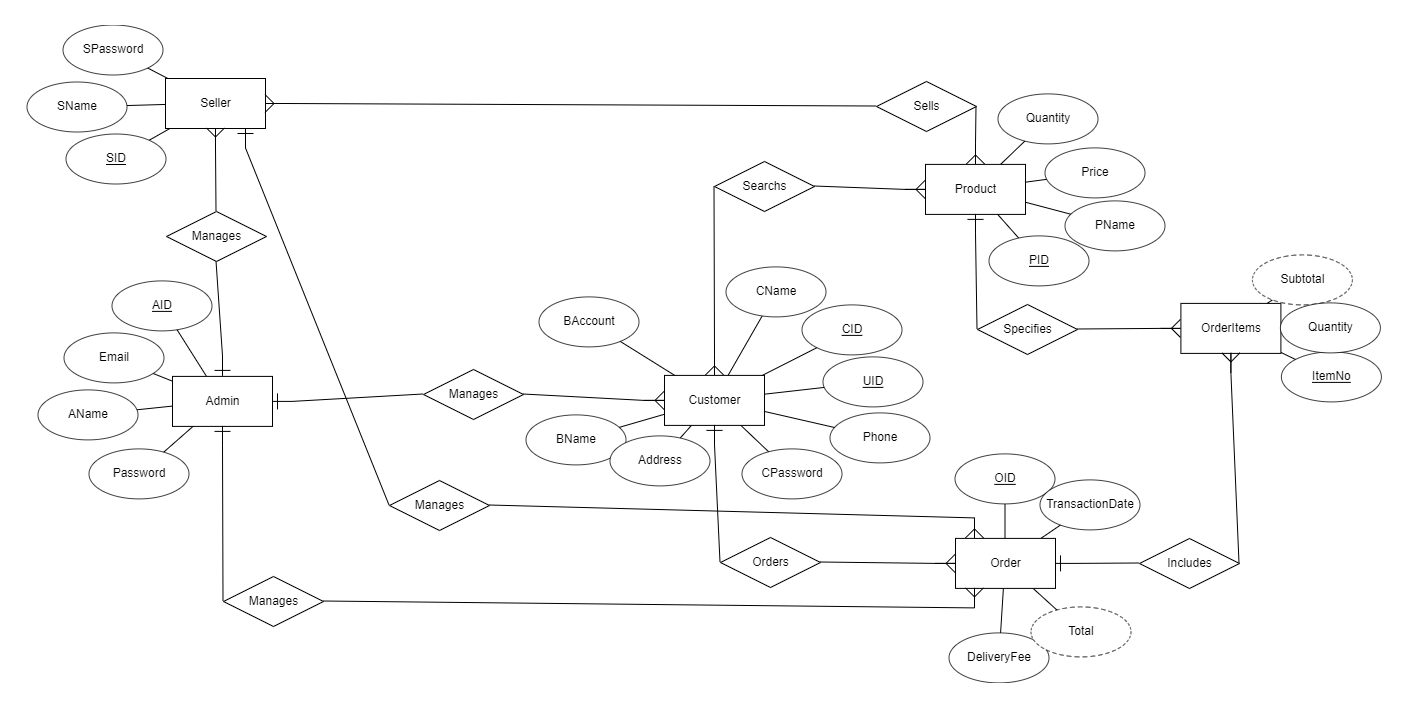 SPassword
Seller
SName
Sells
Quantity
SID
Price
Searchs
Product
PName
Manages
PID
Subtotal
CName
AID
BAccount
CID
Specifies
OrderItems
Quantity
Email
UID
ItemNo
Admin
Manages
Customer
AName
Phone
BName
Address
CPassword
Password
OID
Manages
TransactionDate
Orders
Order
Includes
Manages
Total
DeliveryFee